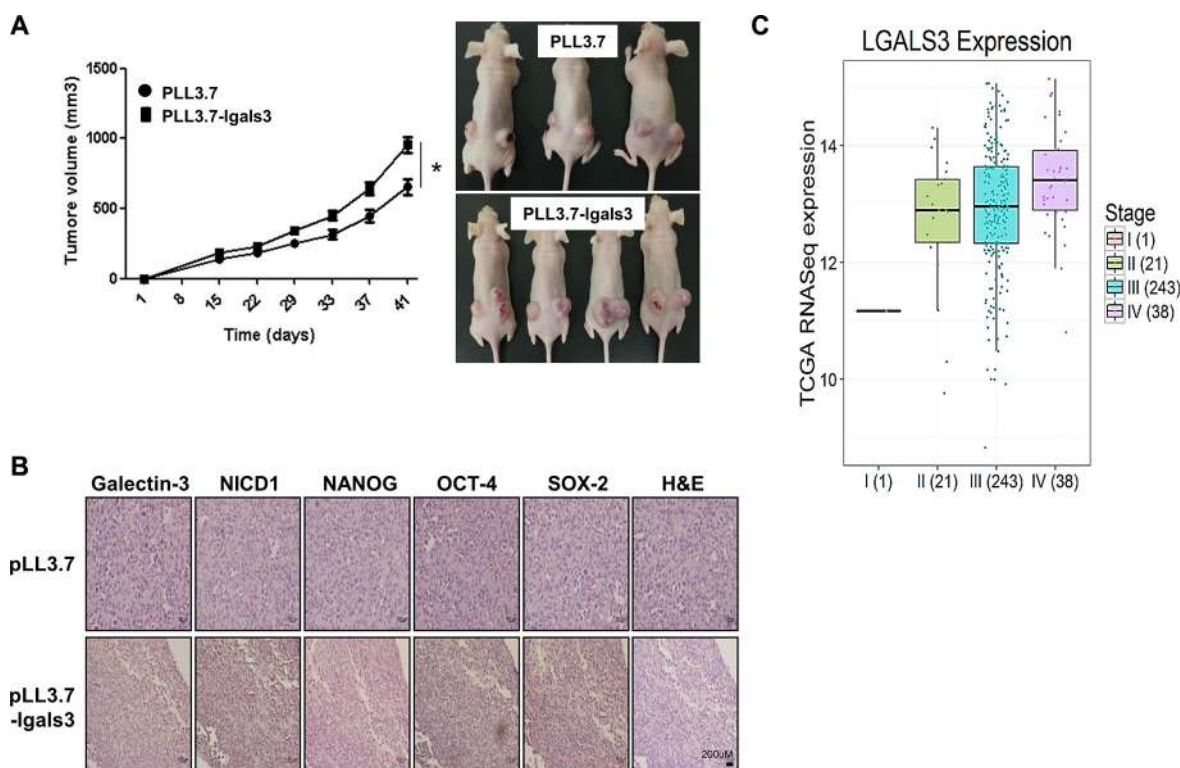 A
Tumore volume (mm3)
1500
1000
500
0
PLL3.7
PLL3.7-lgals3
*
1 8 15 22 29 33 37 41
Time (days)
PLL3.7
PLL3.7-lgals3
C
LGALS3 Expression
TCGA RNASeq expression
14
12
10
I (1) II (21) III (243) IV (38)
Stage
I (1)
II (21)
III (243)
IV (38)
B
Galectin-3 NICD1 NANOG OCT-4 SOX-2 H&E
pLL3.7
pLL3.7
-lgals3
200uM